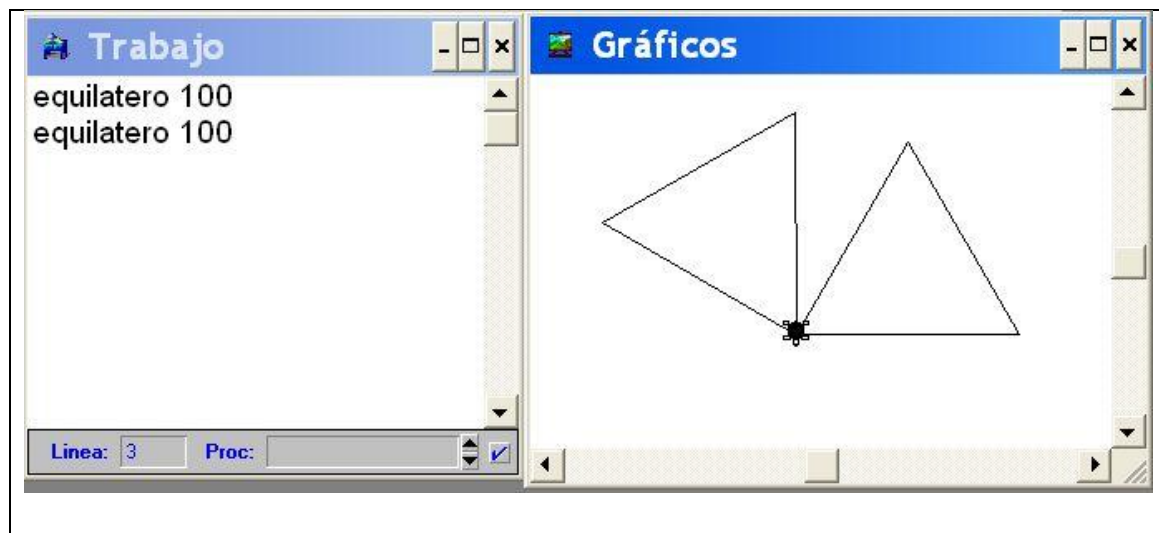 Trabajo
equilatero 100
equilatero 100
Linea: 3 Proc:
Gráficos